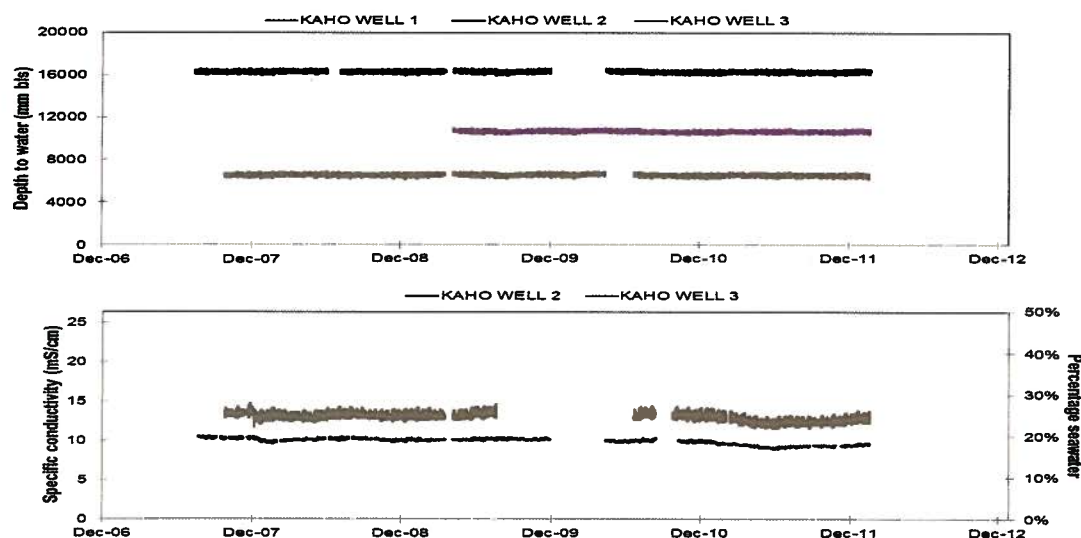 KAHO WELL 1 KAHO WELL 2 KAHO WELL 3
Depth to water (mm bls)
20000
16000
12000
8000
4000
0
Dec-06 Dec-07 Dec-08 Dec-09 Dec-10 Dec-11 Dec-12
KAHO WELL 2 KAHO WELL 3
Specific conductivity (mS/cm)
25
20
15
10
5
0
50%
40%
30%
20%
10%
0%
Percentage seawater
Dec-06 Dec-07 Dec-08 Dec-09 Dec-10 Dec-11 Dec-12